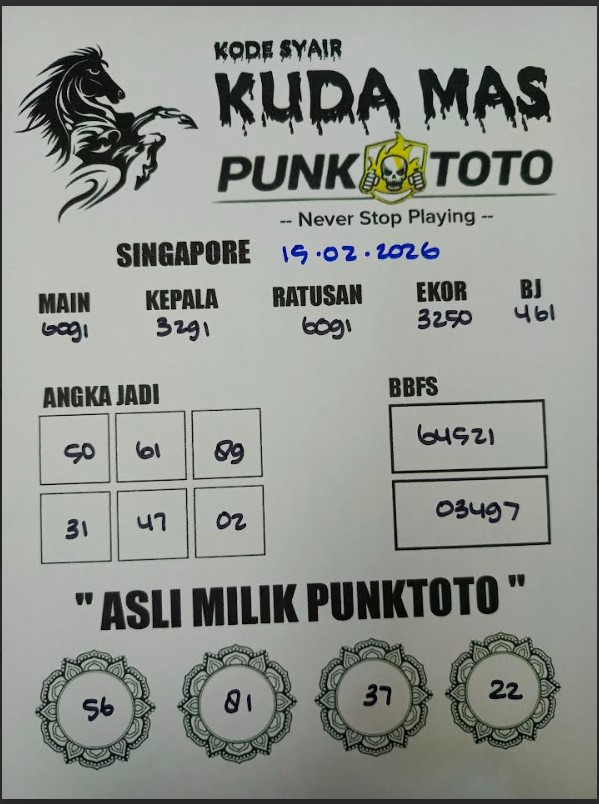 KODE SYAIR
KUDA MAS
PUNK TOTO
-- Never Stop Playing --
SINGAPORE 19.02.2026
MAIN KEPALA RATUSAN EKOR BJ
6091 3291 6091 3250 461
ANGKA JADI BBFS
50 61 89 64521
31 47 02 03497
" ASLI MILIK PUNKTOTO "
56 81 37 22